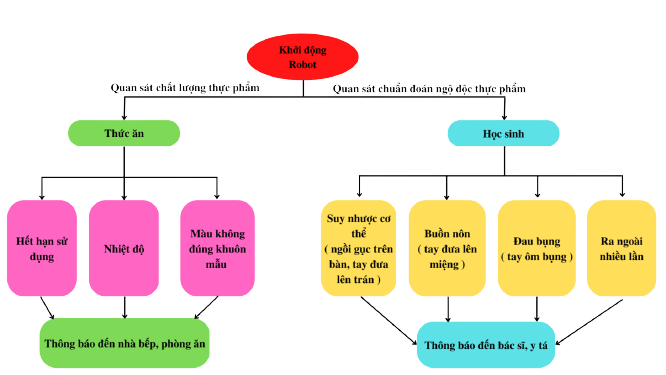 Khởi động
Robot
Quan sát chất lượng thực phẩm
Quan sát chuẩn đoán ngộ độc thực phẩm
Thức ăn
Học sinh
Hết hạn sử
dụng
Nhiệt độ
Màu không
đúng khuôn
mẫu
Suy nhược cơ
thể
( ngồi gục trên
bàn, tay đưa
lên trán )
Buồn nôn
( tay đưa lên
miệng )
Đau bụng
( tay ôm bụng )
Ra ngoài
nhiều lần
Thông báo đến nhà bếp, phòng ăn
Thông báo đến bác sĩ, y tá